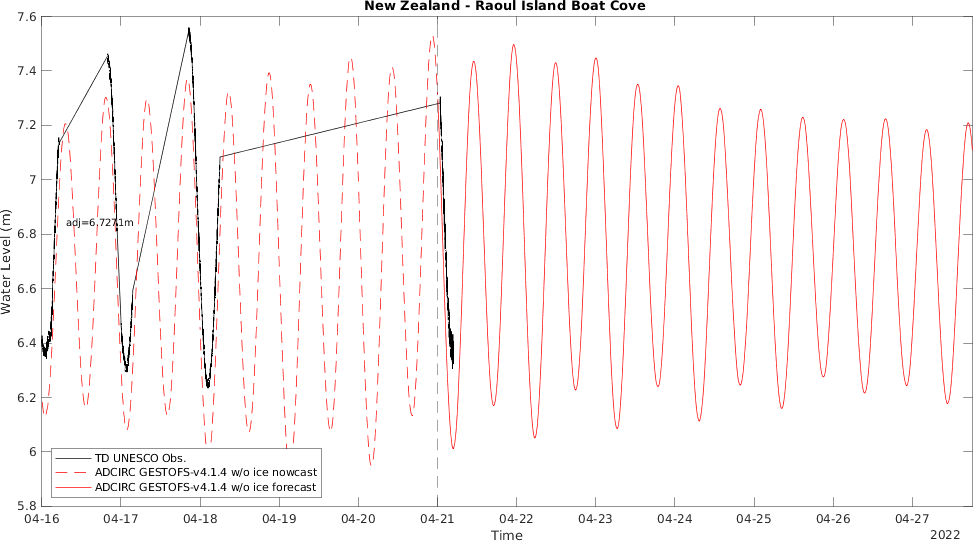 New Zealand - Raoul Island Boat Cove
7.6
7.4
7.2
7
6.8
6.6
6.4
6.2
6
5.8
Water Level (m)
adj=6.7271m
TD UNESCO Obs.
ADCIRC GESTOFS-v4.1.4 w/o ice nowcast
ADCIRC GESTOFS-v4.1.4 w/o ice forecast
04-16 04-17 04-18 04-19 04-20 04-21 04-22 04-23 04-24 04-25 04-26 04-27
Time
2022